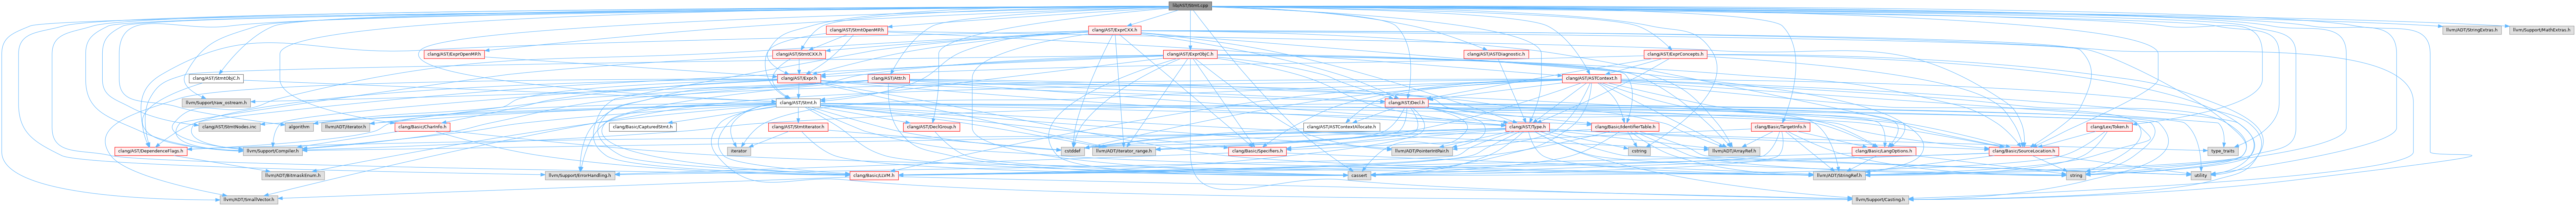 lib/AST/Stmt.cpp
clang/AST/StmtOpenMP.h
clang/AST/ExprCXX.h
llvm/ADT/StringExtras.h
llvm/Support/MathExtras.h
clang/AST/ExprOpenMP.h
clang/AST/StmtCXX.h
clang/AST/ExprObjC.h
clang/AST/ASTDiagnostic.h
clang/AST/ExprConcepts.h
clang/AST/StmtObjC.h
clang/AST/Expr.h
clang/AST/Attr.h
clang/AST/ASTContext.h
llvm/Support/raw_ostream.h
clang/AST/Stmt.h
clang/AST/Decl.h
clang/AST/StmtNodes.inc
algorithm
llvm/ADT/iterator.h
clang/Basic/CharInfo.h
clang/Basic/CapturedStmt.h
clang/AST/StmtIterator.h
clang/AST/DeclGroup.h
clang/AST/ASTContextAllocate.h
clang/AST/Type.h
clang/Basic/IdentifierTable.h
clang/Basic/TargetInfo.h
clang/Lex/Token.h
clang/AST/DependenceFlags.h
llvm/Support/Compiler.h
iterator
cstddef
llvm/ADT/iterator_range.h
clang/Basic/Specifiers.h
llvm/ADT/PointerIntPair.h
cstring
llvm/ADT/ArrayRef.h
clang/Basic/LangOptions.h
clang/Basic/SourceLocation.h
type_traits
llvm/ADT/BitmaskEnum.h
llvm/Support/ErrorHandling.h
clang/Basic/LLVM.h
cassert
llvm/ADT/StringRef.h
string
utility
llvm/ADT/SmallVector.h
llvm/Support/Casting.h